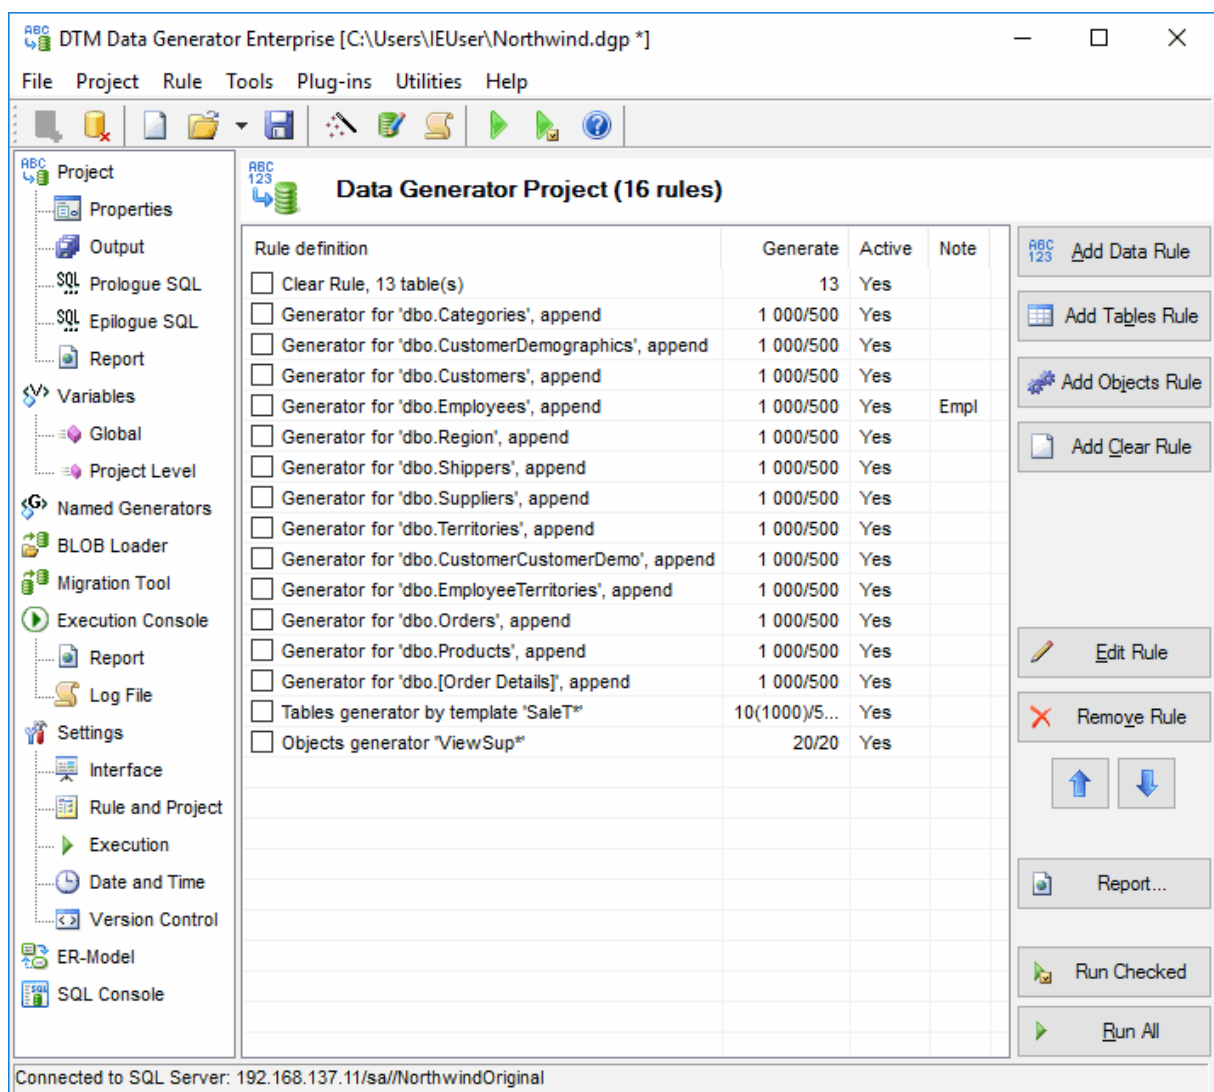 DTM Data Generator Enterprise [C:\Users\IEUser\Northwind.dgp *]
File Project Rule Tools Plug-ins Utilities Help
Project
Properties
Output
SQL Prologue SQL
SQL Epilogue SQL
Report
Variables
Global
Project Level
Named Generators
BLOB Loader
Migration Tool
Execution Console
Report
Log File
Settings
Interface
Rule and Project
Execution
Date and Time
Version Control
ER-Model
SQL Console
ABC
123
Data Generator Project (16 rules)
Rule definition Generate Active Note
Clear Rule, 13 table(s) 13 Yes
Generator for 'dbo.Categories', append 1 000/500 Yes
Generator for 'dbo.CustomerDemographics', append 1 000/500 Yes
Generator for 'dbo.Customers', append 1 000/500 Yes
Generator for 'dbo.Employees', append 1 000/500 Yes Empl
Generator for 'dbo.Region', append 1 000/500 Yes
Generator for 'dbo.Shippers', append 1 000/500 Yes
Generator for 'dbo.Suppliers', append 1 000/500 Yes
Generator for 'dbo.Territories', append 1 000/500 Yes
Generator for 'dbo.CustomerCustomerDemo', append 1 000/500 Yes
Generator for 'dbo.EmployeeTerritories', append 1 000/500 Yes
Generator for 'dbo.Orders', append 1 000/500 Yes
Generator for 'dbo.Products', append 1 000/500 Yes
Generator for 'dbo.[Order Details]', append 1 000/500 Yes
Tables generator by template 'SaleT*' 10(1000)/5... Yes
Objects generator 'ViewSup*' 20/20 Yes
ABC
123
Add Data Rule
Add Tables Rule
Add Objects Rule
Add Clear Rule
Edit Rule
Remove Rule
Report...
Run Checked
Run All
Connected to SQL Server: 192.168.137.11/sa//NorthwindOriginal